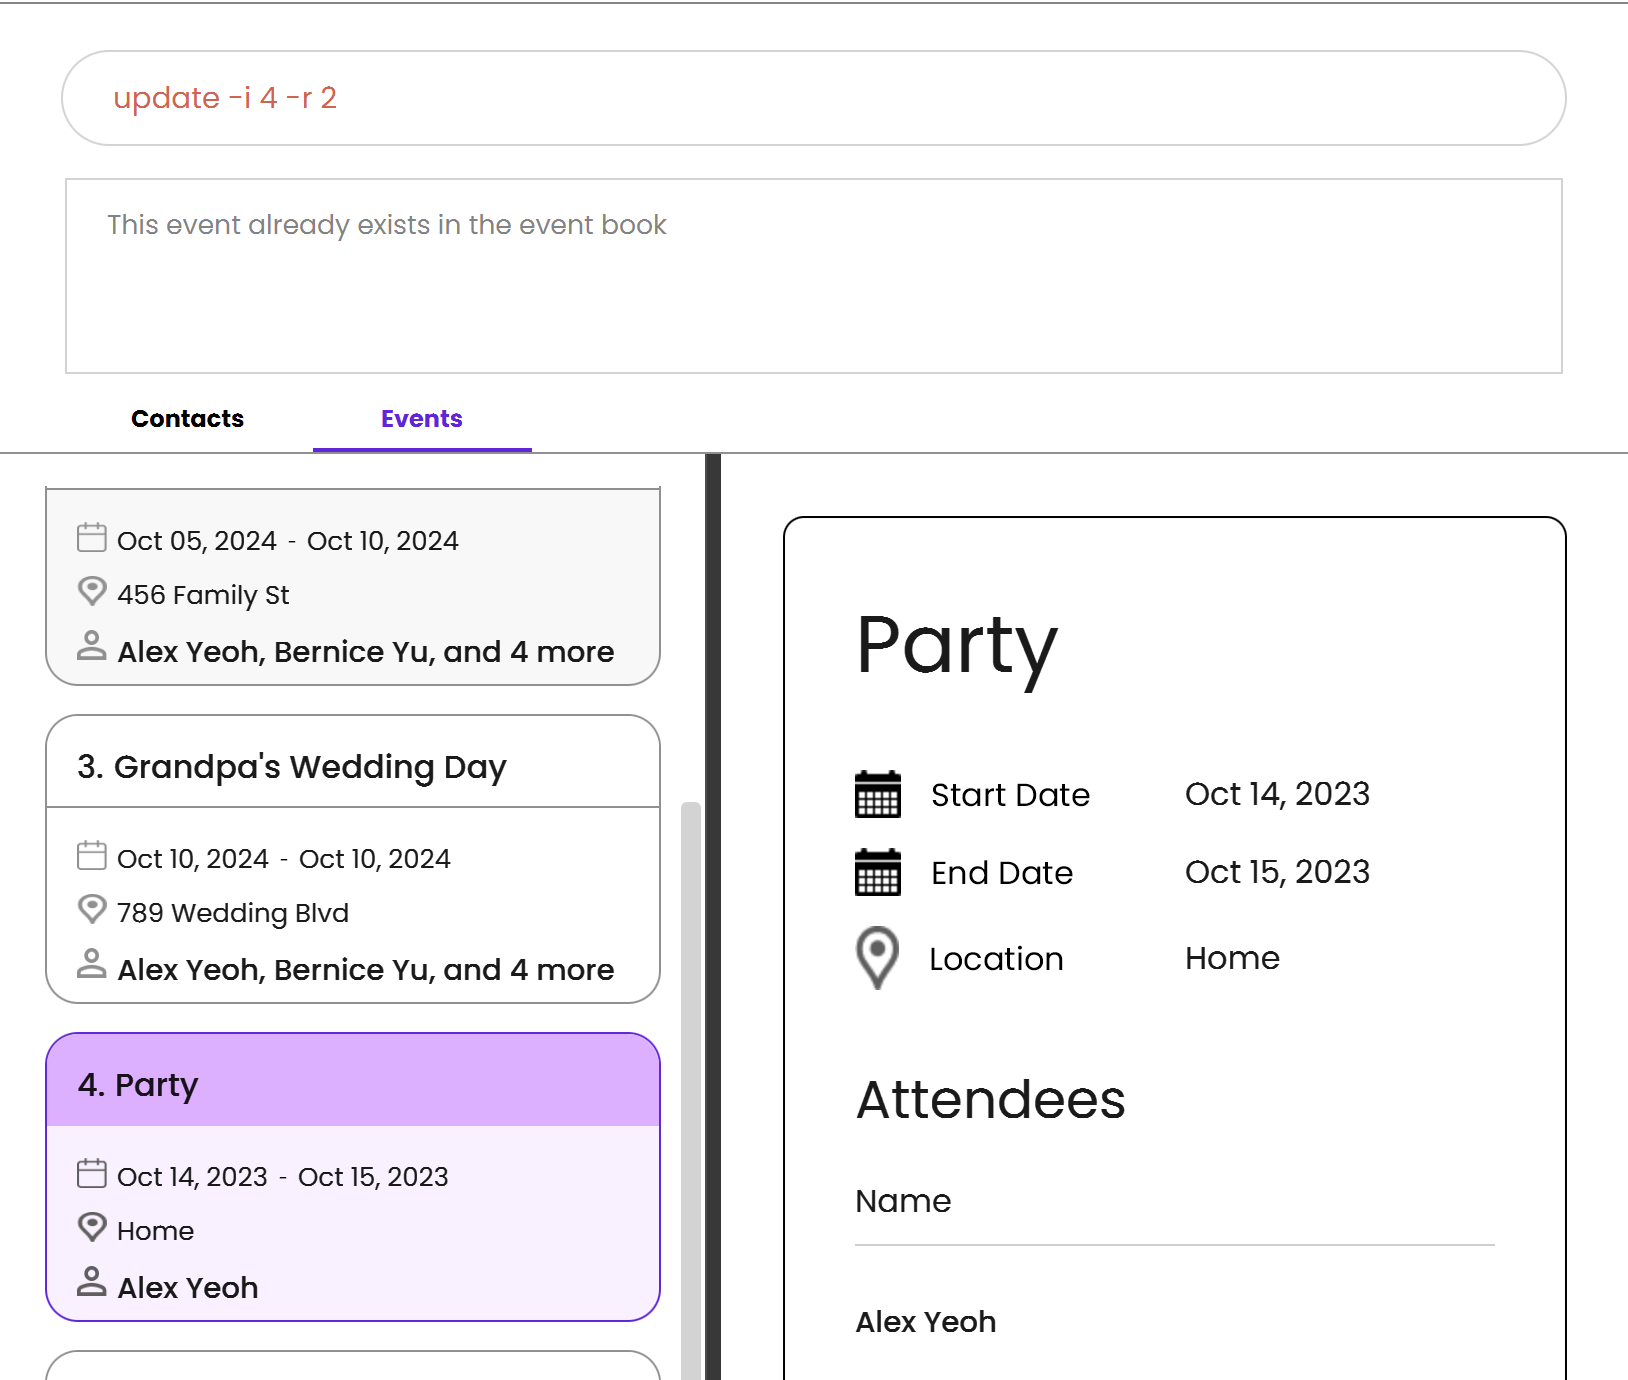 update -i 4 -r 2
This event already exists in the event book
Contacts
Events
Oct 05, 2024 - Oct 10, 2024
456 Family St
Alex Yeoh, Bernice Yu, and 4 more
3. Grandpa's Wedding Day
Oct 10, 2024 - Oct 10, 2024
789 Wedding Blvd
Alex Yeoh, Bernice Yu, and 4 more
4. Party
Oct 14, 2023 - Oct 15, 2023
Home
Alex Yeoh
Party
Start Date Oct 14, 2023
End Date Oct 15, 2023
Location Home
Attendees
Name
Alex Yeoh